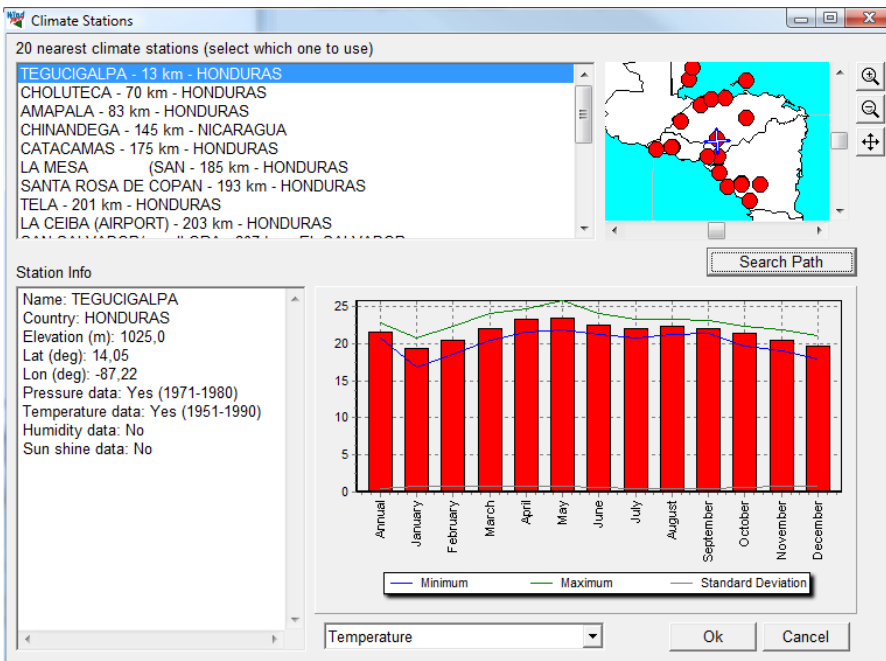 Wind
Climate Stations
20 nearest climate stations (select which one to use)
TEGUCIGALPA - 13 km - HONDURAS
CHOLUTECA - 70 km - HONDURAS
AMAPALA - 83 km - HONDURAS
CHINANDEGA - 145 km - NICARAGUA
CATACAMAS - 175 km - HONDURAS
LA MESA (SAN - 185 km - HONDURAS
SANTA ROSA DE COPAN - 193 km - HONDURAS
TELA - 201 km - HONDURAS
LA CEIBA (AIRPORT) - 203 km - HONDURAS
Search Path
Station Info
Name: TEGUCIGALPA
Country: HONDURAS
Elevation (m): 1025,0
Lat (deg): 14,05
Lon (deg): -87,22
Pressure data: Yes (1971-1980)
Temperature data: Yes (1951-1990)
Humidity data: No
Sun shine data: No
25
20
15
10
5
0
Annual
January
February
March
April
May
June
July
August
September
October
November
December
Minimum Maximum Standard Deviation
Temperature
Ok
Cancel